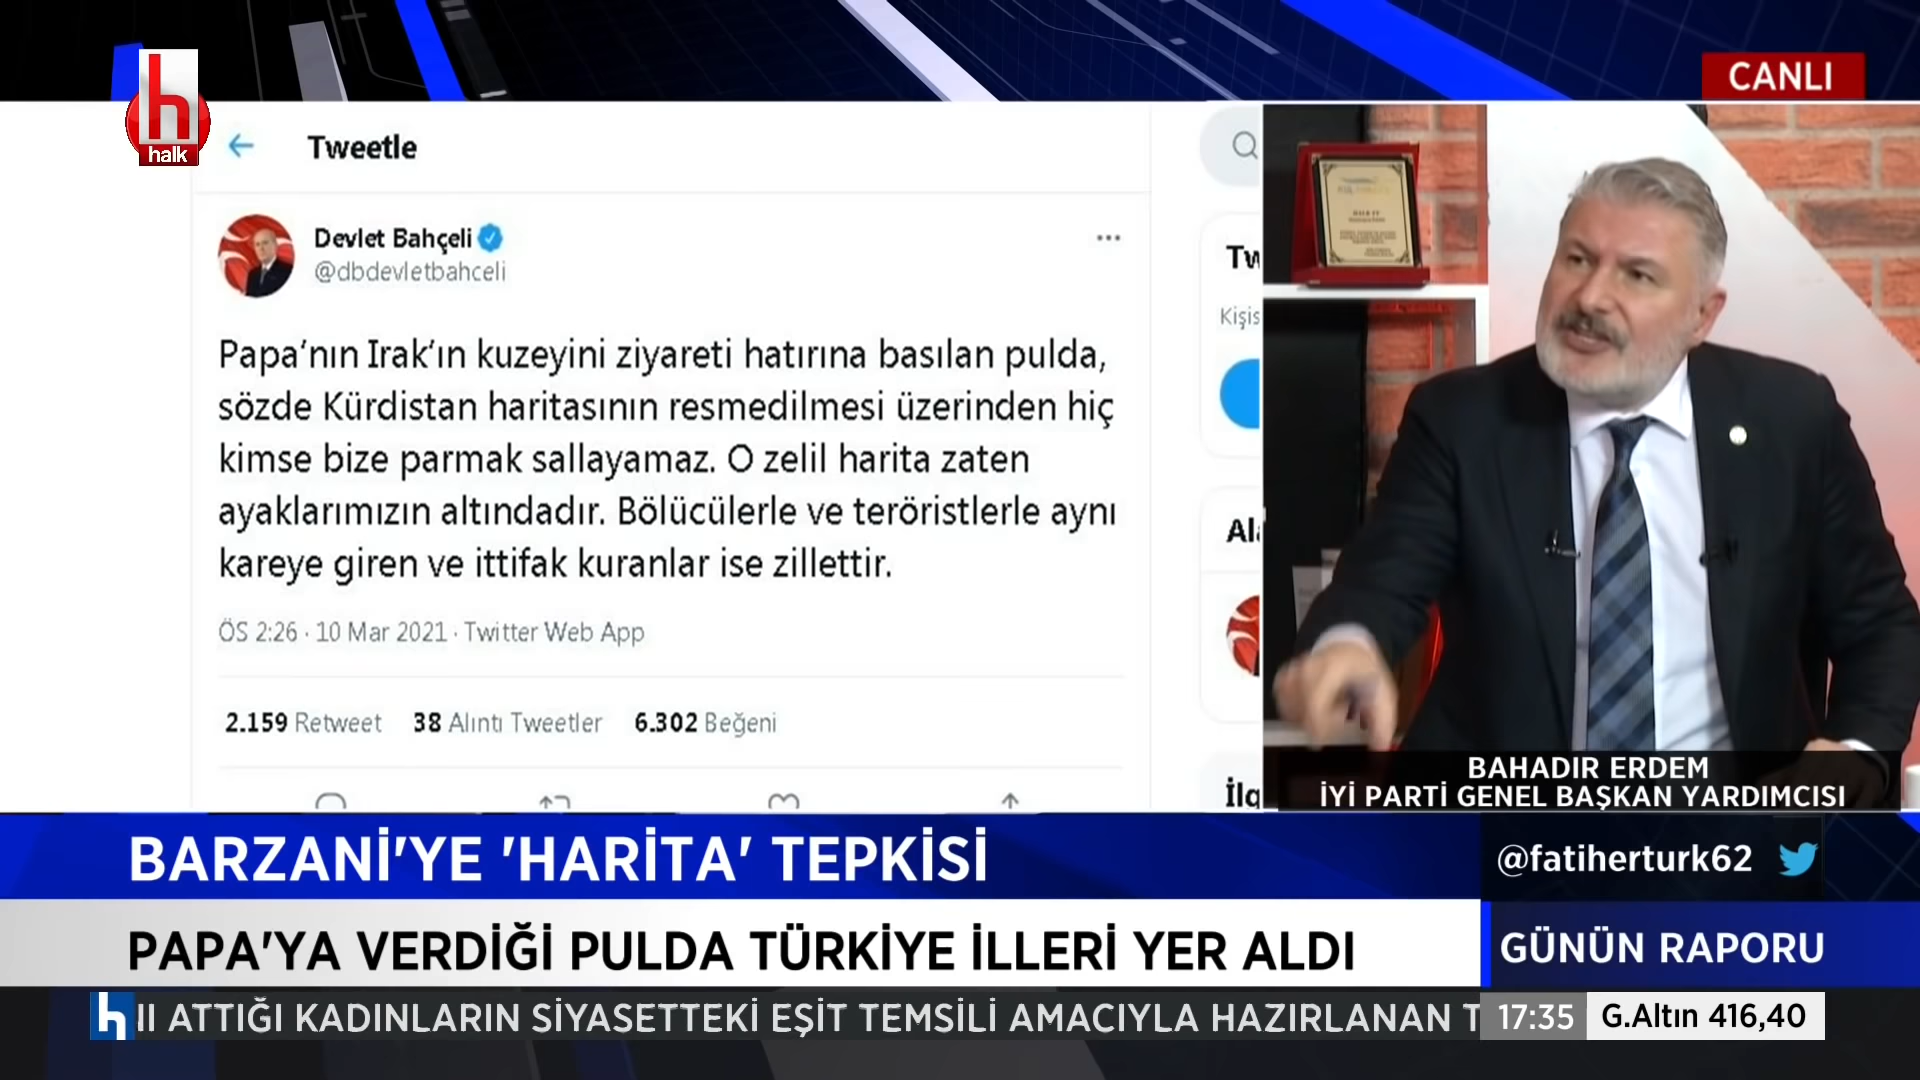 CANLI
h
halk
Tweetle
Devlet Bahçeli
@dbdevletbahceli
Papa'nın Irak'ın kuzeyini ziyareti hatırına basılan pulda,
sözde Kürdistan haritasının resmedilmesi üzerinden hiç
kimse bize parmak sallayamaz. O zelil harita zaten
ayaklarımızın altındadır. Bölücülerle ve teröristlerle aynı
kareye giren ve ittifak kuranlar ise zillettir.
ÖS 2:26 · 10 Mar 2021 · Twitter Web App
2.159 Retweet 38 Alıntı Tweetler 6.302 Beğeni
Tw
Kişis
Al
İlg
HALK TV
BAHADIR ERDEM
İYİ PARTİ GENEL BAŞKAN YARDIMCISI
BARZANİ'YE 'HARİTA' TEPKİSİ
@fatiherturk62
PAPA'YA VERDİĞİ PULDA TÜRKİYE İLLERİ YER ALDI
GÜNÜN RAPORU
h
ATTIĞI KADINLARIN SİYASETTEKİ EŞİT TEMSİLİ AMACIYLA HAZIRLANAN T
17:35
G.Altın 416,40